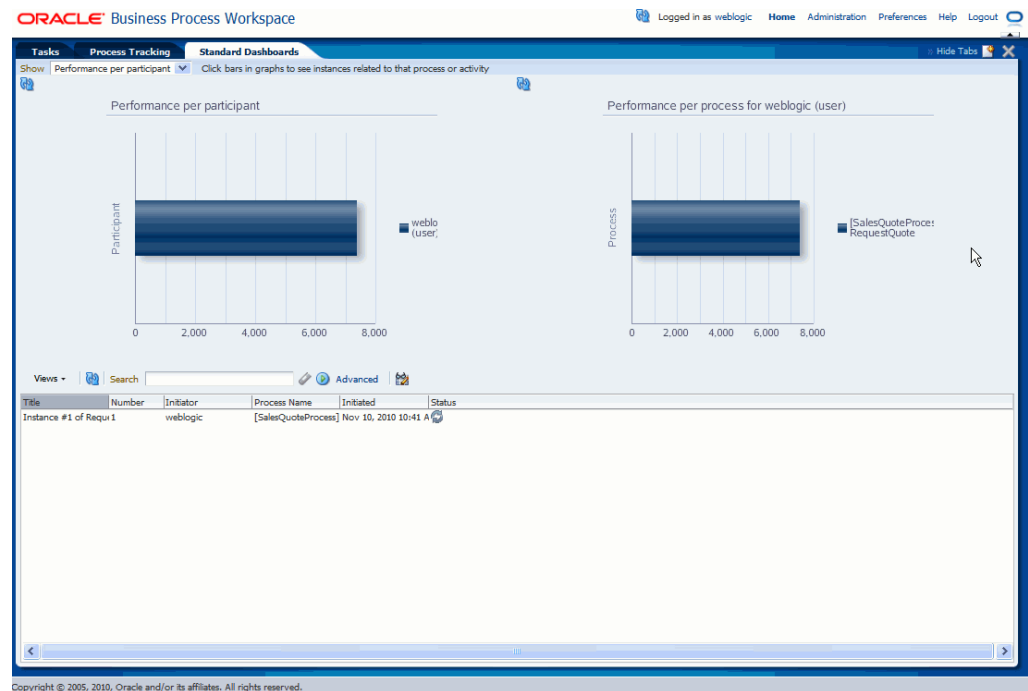 ORACLE Business Process Workspace
Logged in as weblogic Home Administration Preferences Help Logout
Tasks Process Tracking Standard Dashboards Hide Tabs
Show Performance per participant Click bars in graphs to see instances related to that process or activity
Performance per participant
Participant
weblo
(user)
0 2,000 4,000 6,000 8,000
Performance per process for weblogic (user)
Process
[SalesQuoteProces
RequestQuote
0 2,000 4,000 6,000 8,000
Views Search Advanced
Title Number Initiator Process Name Initiated Status
Instance #1 of Requ 1 weblogic [SalesQuoteProcess] Nov 10, 2010 10:41 A
Copyright © 2005, 2010, Oracle and/or its affiliates. All rights reserved.